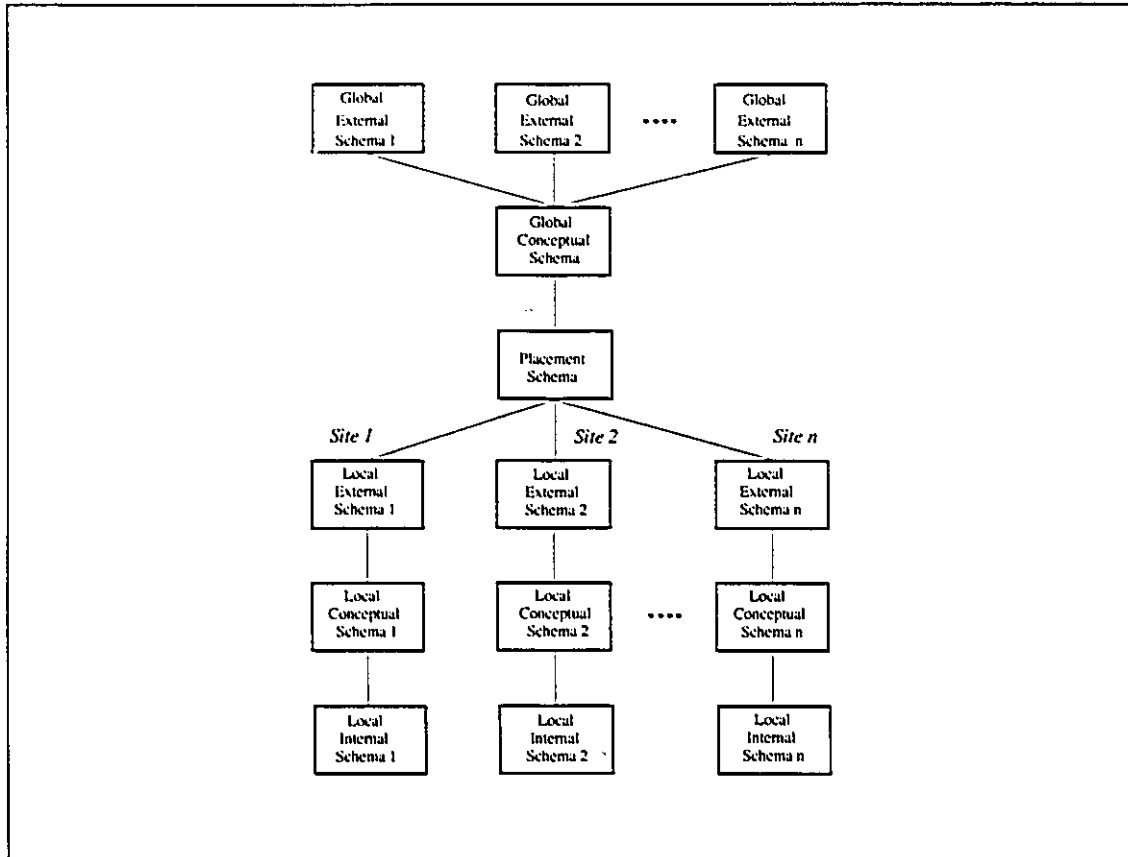 Global
External
Schema 1
Global
External
Schema 2
....
Global
External
Schema n
Global
Conceptual
Schema
Placement
Schema
Site 1
Site 2
Site n
Local
External
Schema 1
Local
External
Schema 2
Local
External
Schema n
Local
Conceptual
Schema 1
Local
Conceptual
Schema 2
....
Local
Conceptual
Schema n
Local
Internal
Schema 1
Local
Internal
Schema 2
Local
Internal
Schema n